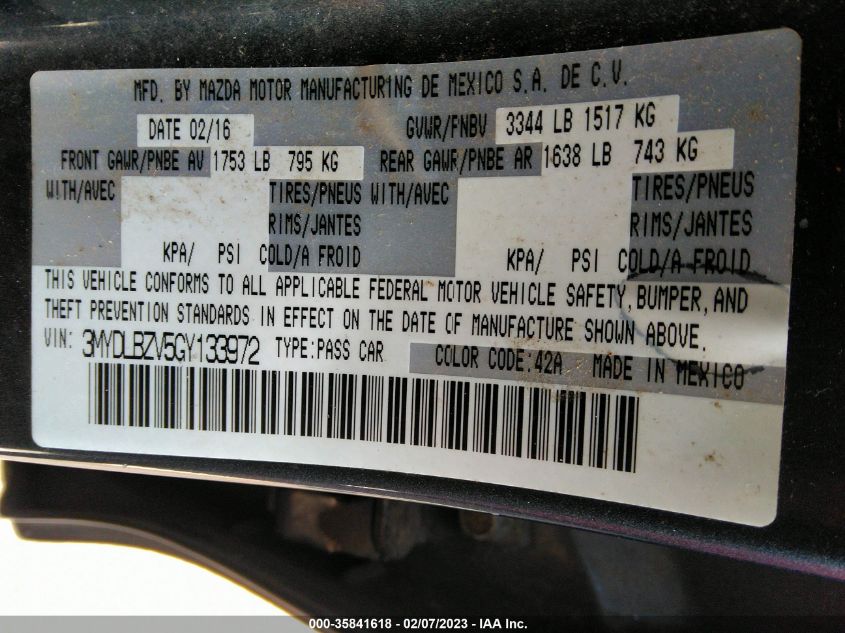 MFD. BY MAZDA MOTOR MANUFACTURING DE MEXICO S.A. DE C.V.
DATE 02/16 GVWR/FNBV 3344 LB 1517 KG
FRONT GAWR/PNBE AV 1753 LB 795 KG REAR GAWR/PNBE AR 1638 LB 743 KG
WITH/AVEC TIRES/PNEUS WITH/AVEC TIRES/PNEUS
RIMS/JANTES RIMS/JANTES
KPA/ PSI COLD/A FROID KPA/ PSI COLD/A FROID
THIS VEHICLE CONFORMS TO ALL APPLICABLE FEDERAL MOTOR VEHICLE SAFETY, BUMPER, AND
THEFT PREVENTION STANDARDS IN EFFECT ON THE DATE OF MANUFACTURE SHOWN ABOVE.
VIN: 3MYDLBZV5GY133972 TYPE:PASS CAR COLOR CODE:42A MADE IN MEXICO
000-35841618 - 02/07/2023 - IAA Inc.